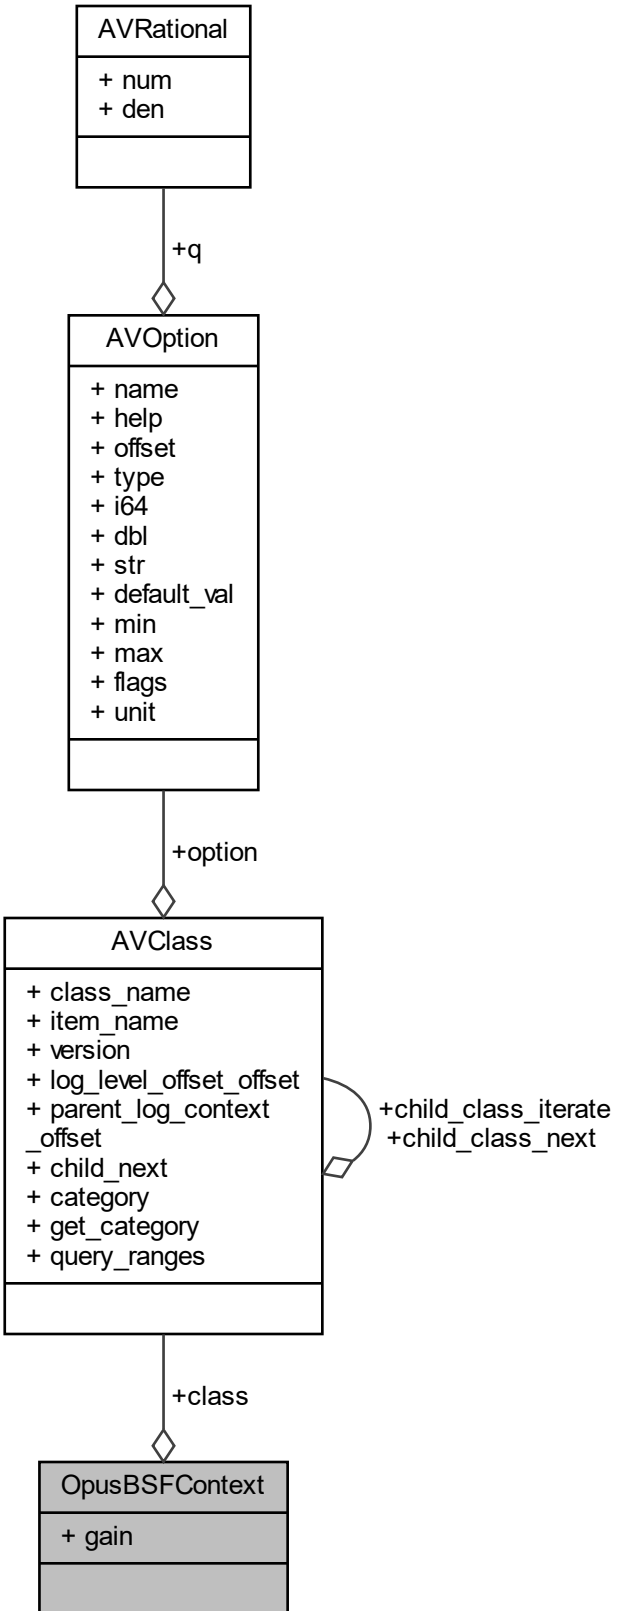 AVRational
+ num
+ den
+q
AVOption
+ name
+ help
+ offset
+ type
+ i64
+ dbl
+ str
+ default_val
+ min
+ max
+ flags
+ unit
+option
AVClass
+ class_name
+ item_name
+ version
+ log_level_offset_offset
+ parent_log_context
_offset
+ child_next
+ category
+ get_category
+ query_ranges
+child_class_iterate
+child_class_next
+class
OpusBSFContext
+ gain